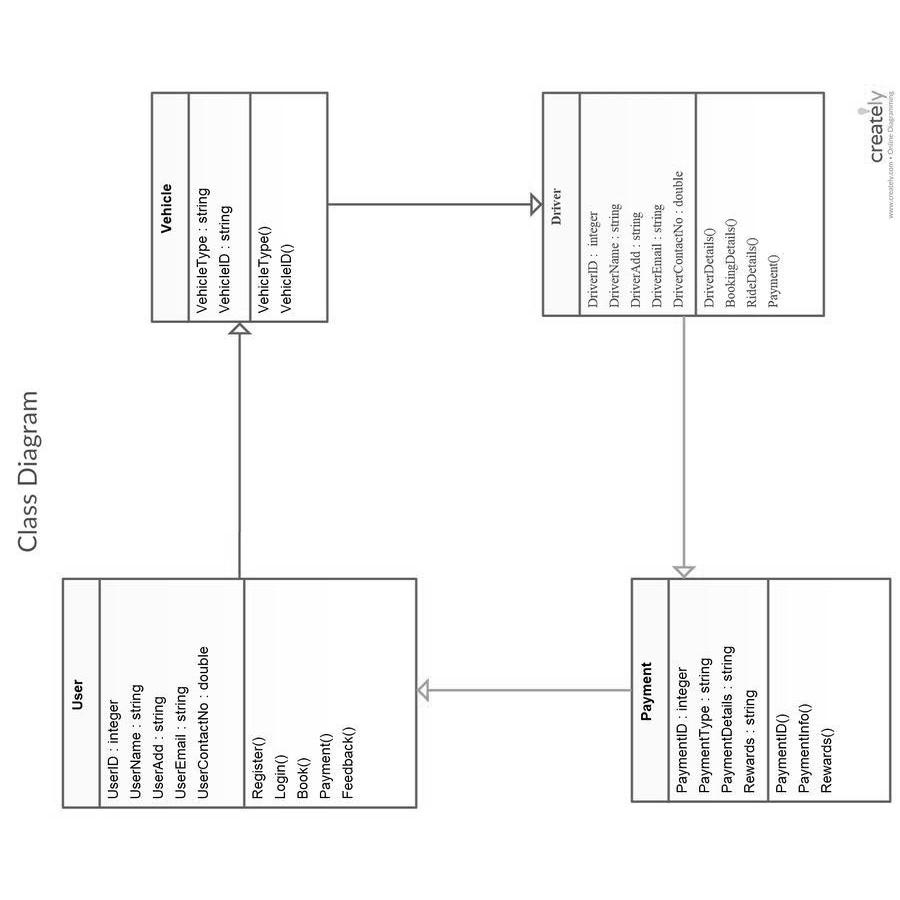 Class Diagram
User
UserID : integer
UserName : string
UserAdd : string
UserEmail : string
UserContactNo : double
Register()
Login()
Book()
Payment()
Feedback()
Vehicle
VehicleType : string
VehicleID : string
VehicleType()
VehicleID()
Payment
PaymentID : integer
PaymentType : string
PaymentDetails : string
Rewards : string
PaymentID()
PaymentInfo()
Rewards()
Driver
DriverID : integer
DriverName : string
DriverAdd : string
DriverEmail : string
DriverContactNo : double
DriverDetails()
BookingDetails()
RideDetails()
Payment()
creately
www.creately.com • Online Diagramming